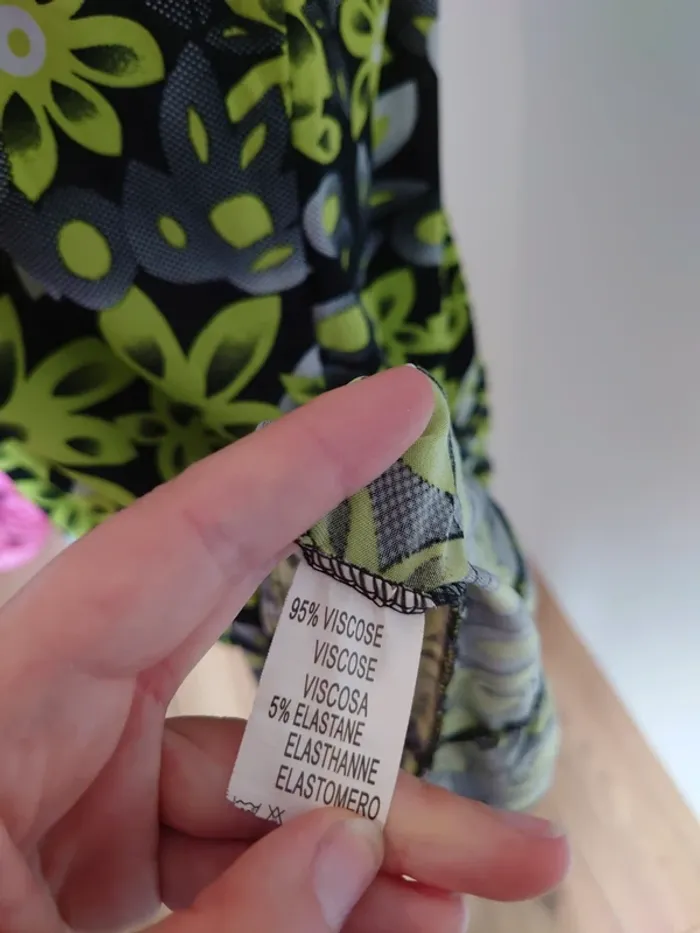 95% VISCOSE
VISCOSE
VISCOSA
5% ELASTANE
ELASTHANNE
ELASTOMERO